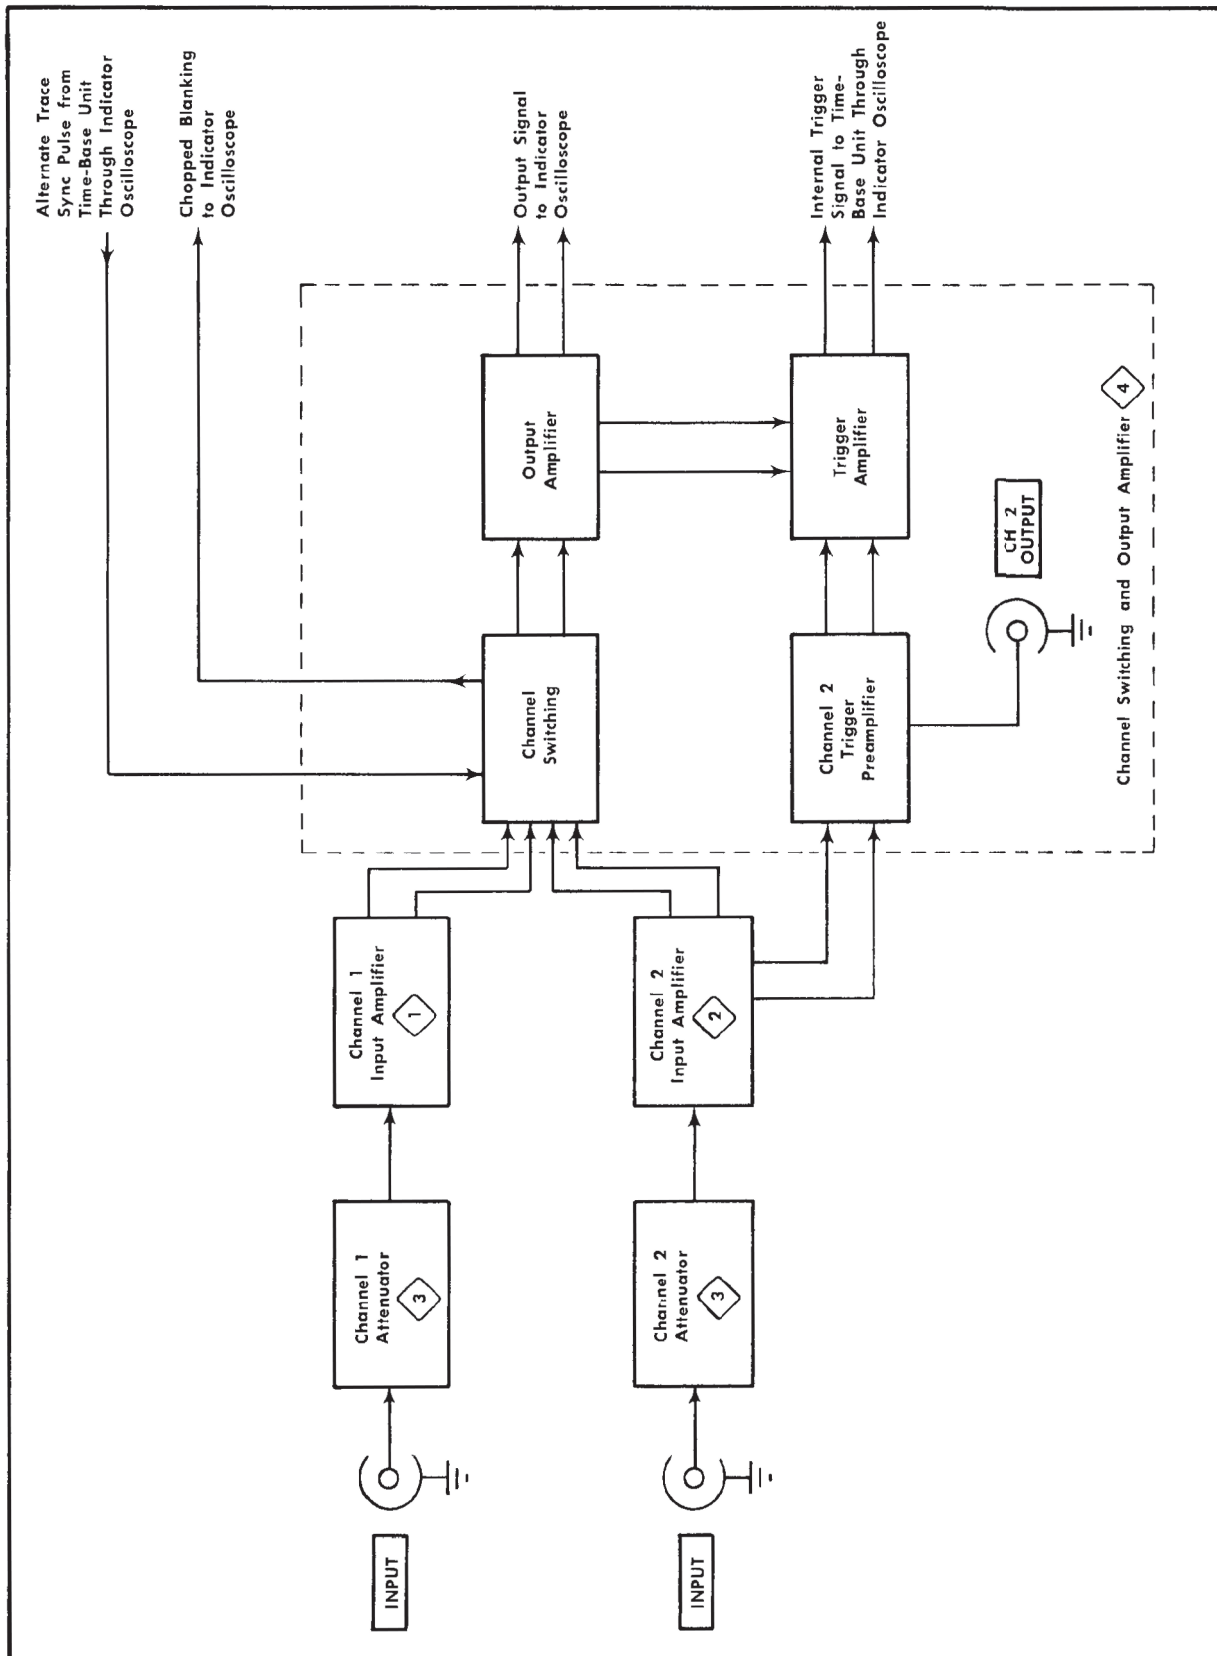 INPUT
Channel 1
Attenuator
3
Channel 1
Input Amplifier
1
INPUT
Channel 2
Attenuator
3
Channel 2
Input Amplifier
2
Channel
Switching
Output
Amplifier
Channel 2
Trigger
Preamplifier
Trigger
Amplifier
CH 2
OUTPUT
Channel Switching and Output Amplifier 4
Alternate Trace
Sync Pulse from
Time-Base Unit
Through Indicator
Oscilloscope
Chopped Blanking
to Indicator
Oscilloscope
Output Signal
to Indicator
Oscilloscope
Internal Trigger
Signal to Time-
Base Unit Through
Indicator Oscilloscope